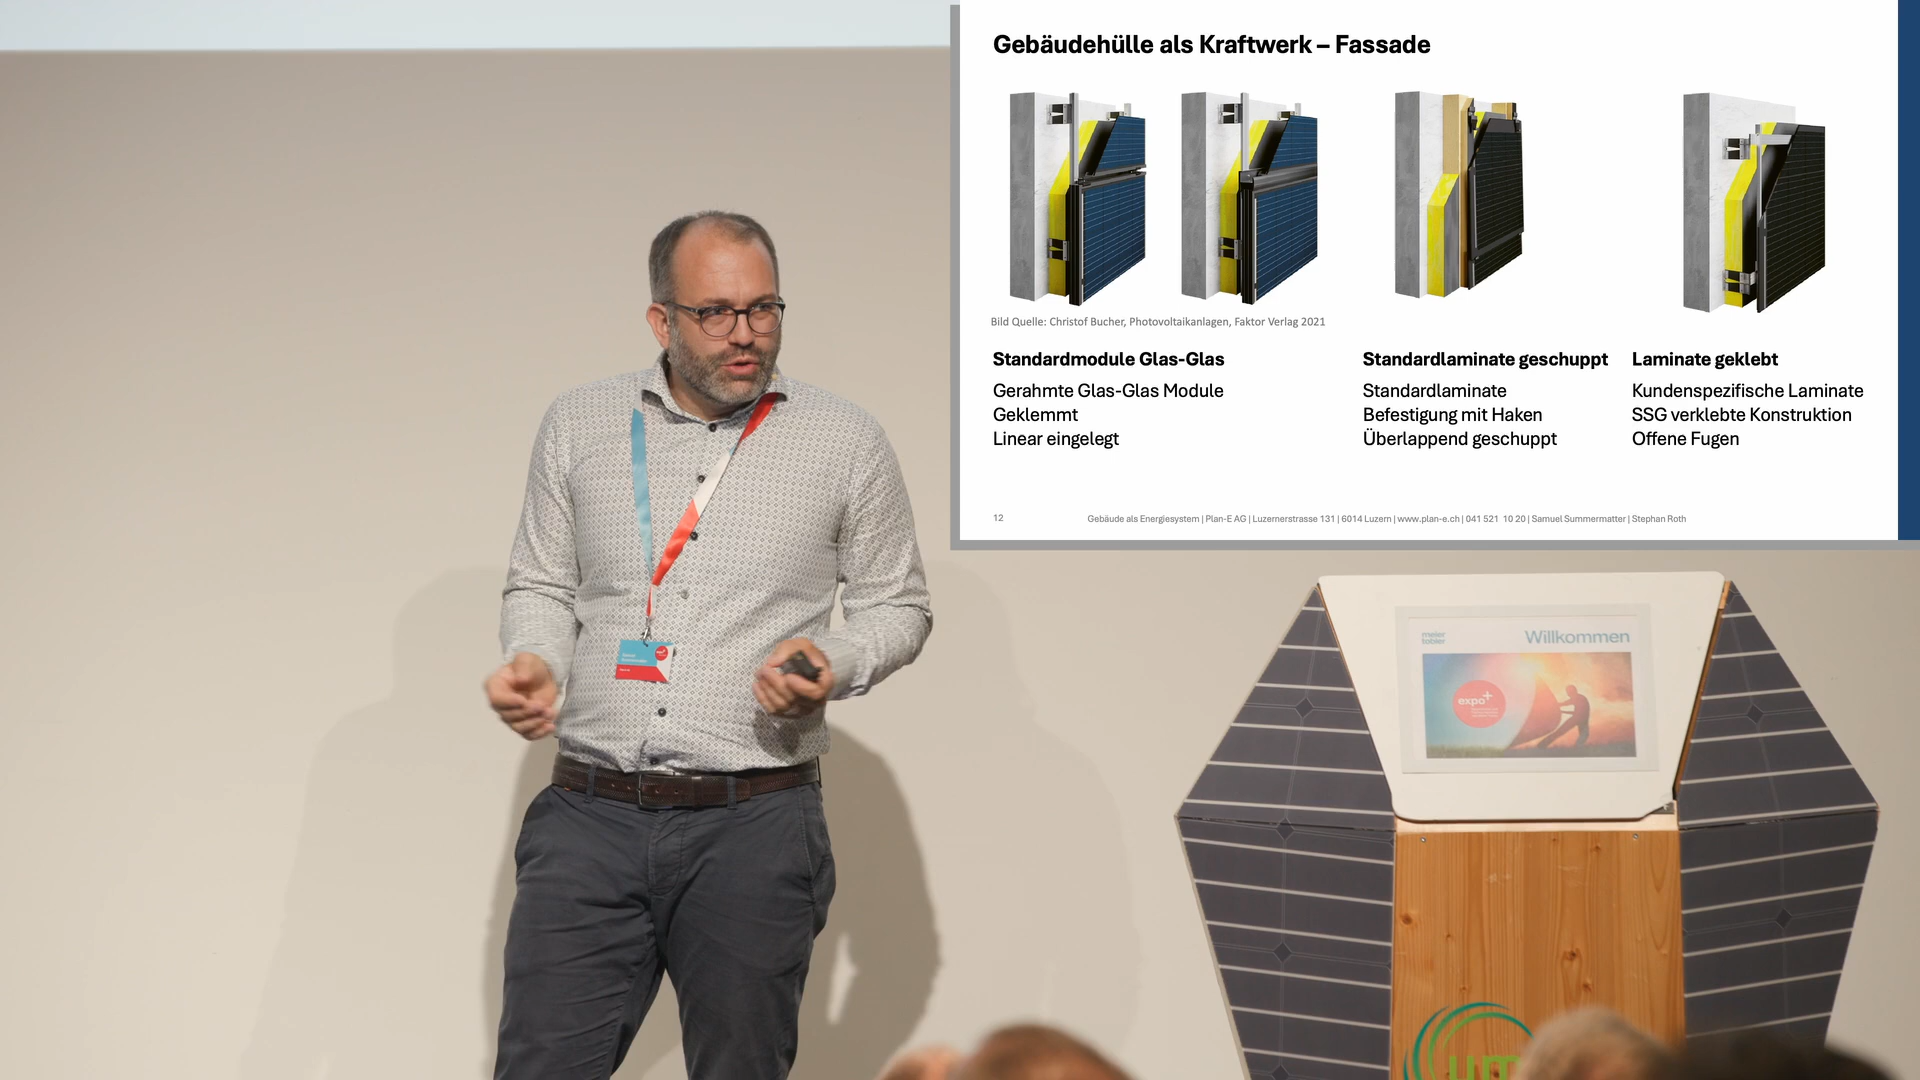 Gebäudehülle als Kraftwerk – Fassade
Bild Quelle: Christof Bucher, Photovoltaikanlagen, Faktor Verlag 2021
Standardmodule Glas-Glas
Gerahmte Glas-Glas Module
Geklemmt
Linear eingelegt
Standardlaminate geschuppt
Standardlaminate
Befestigung mit Haken
Überlappend geschuppt
Laminate geklebt
Kundenspezifische Laminate
SSG verklebte Konstruktion
Offene Fugen
12
Gebäude als Energiesystem | Plan-E AG | Luzernerstrasse 131 | 6014 Luzern | www.plan-e.ch | 041 521 10 20 | Samuel Summermatter | Stephan Roth
meier
tobler
Willkommen
expo+